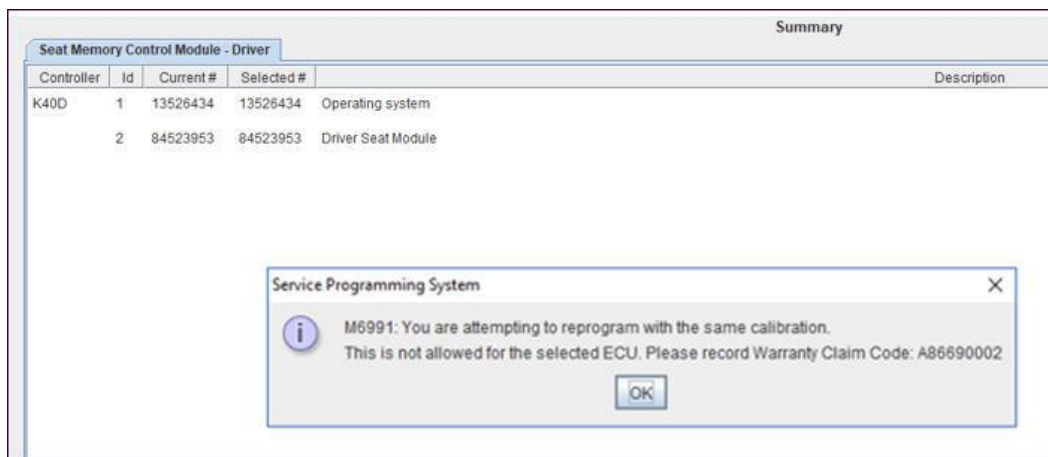 Summary
Seat Memory Control Module - Driver
Controller Id Current # Selected # Description
K40D 1 13526434 13526434 Operating system
2 84523953 84523953 Driver Seat Module
Service Programming System
M6991: You are attempting to reprogram with the same calibration.
This is not allowed for the selected ECU. Please record Warranty Claim Code: A86690002
OK